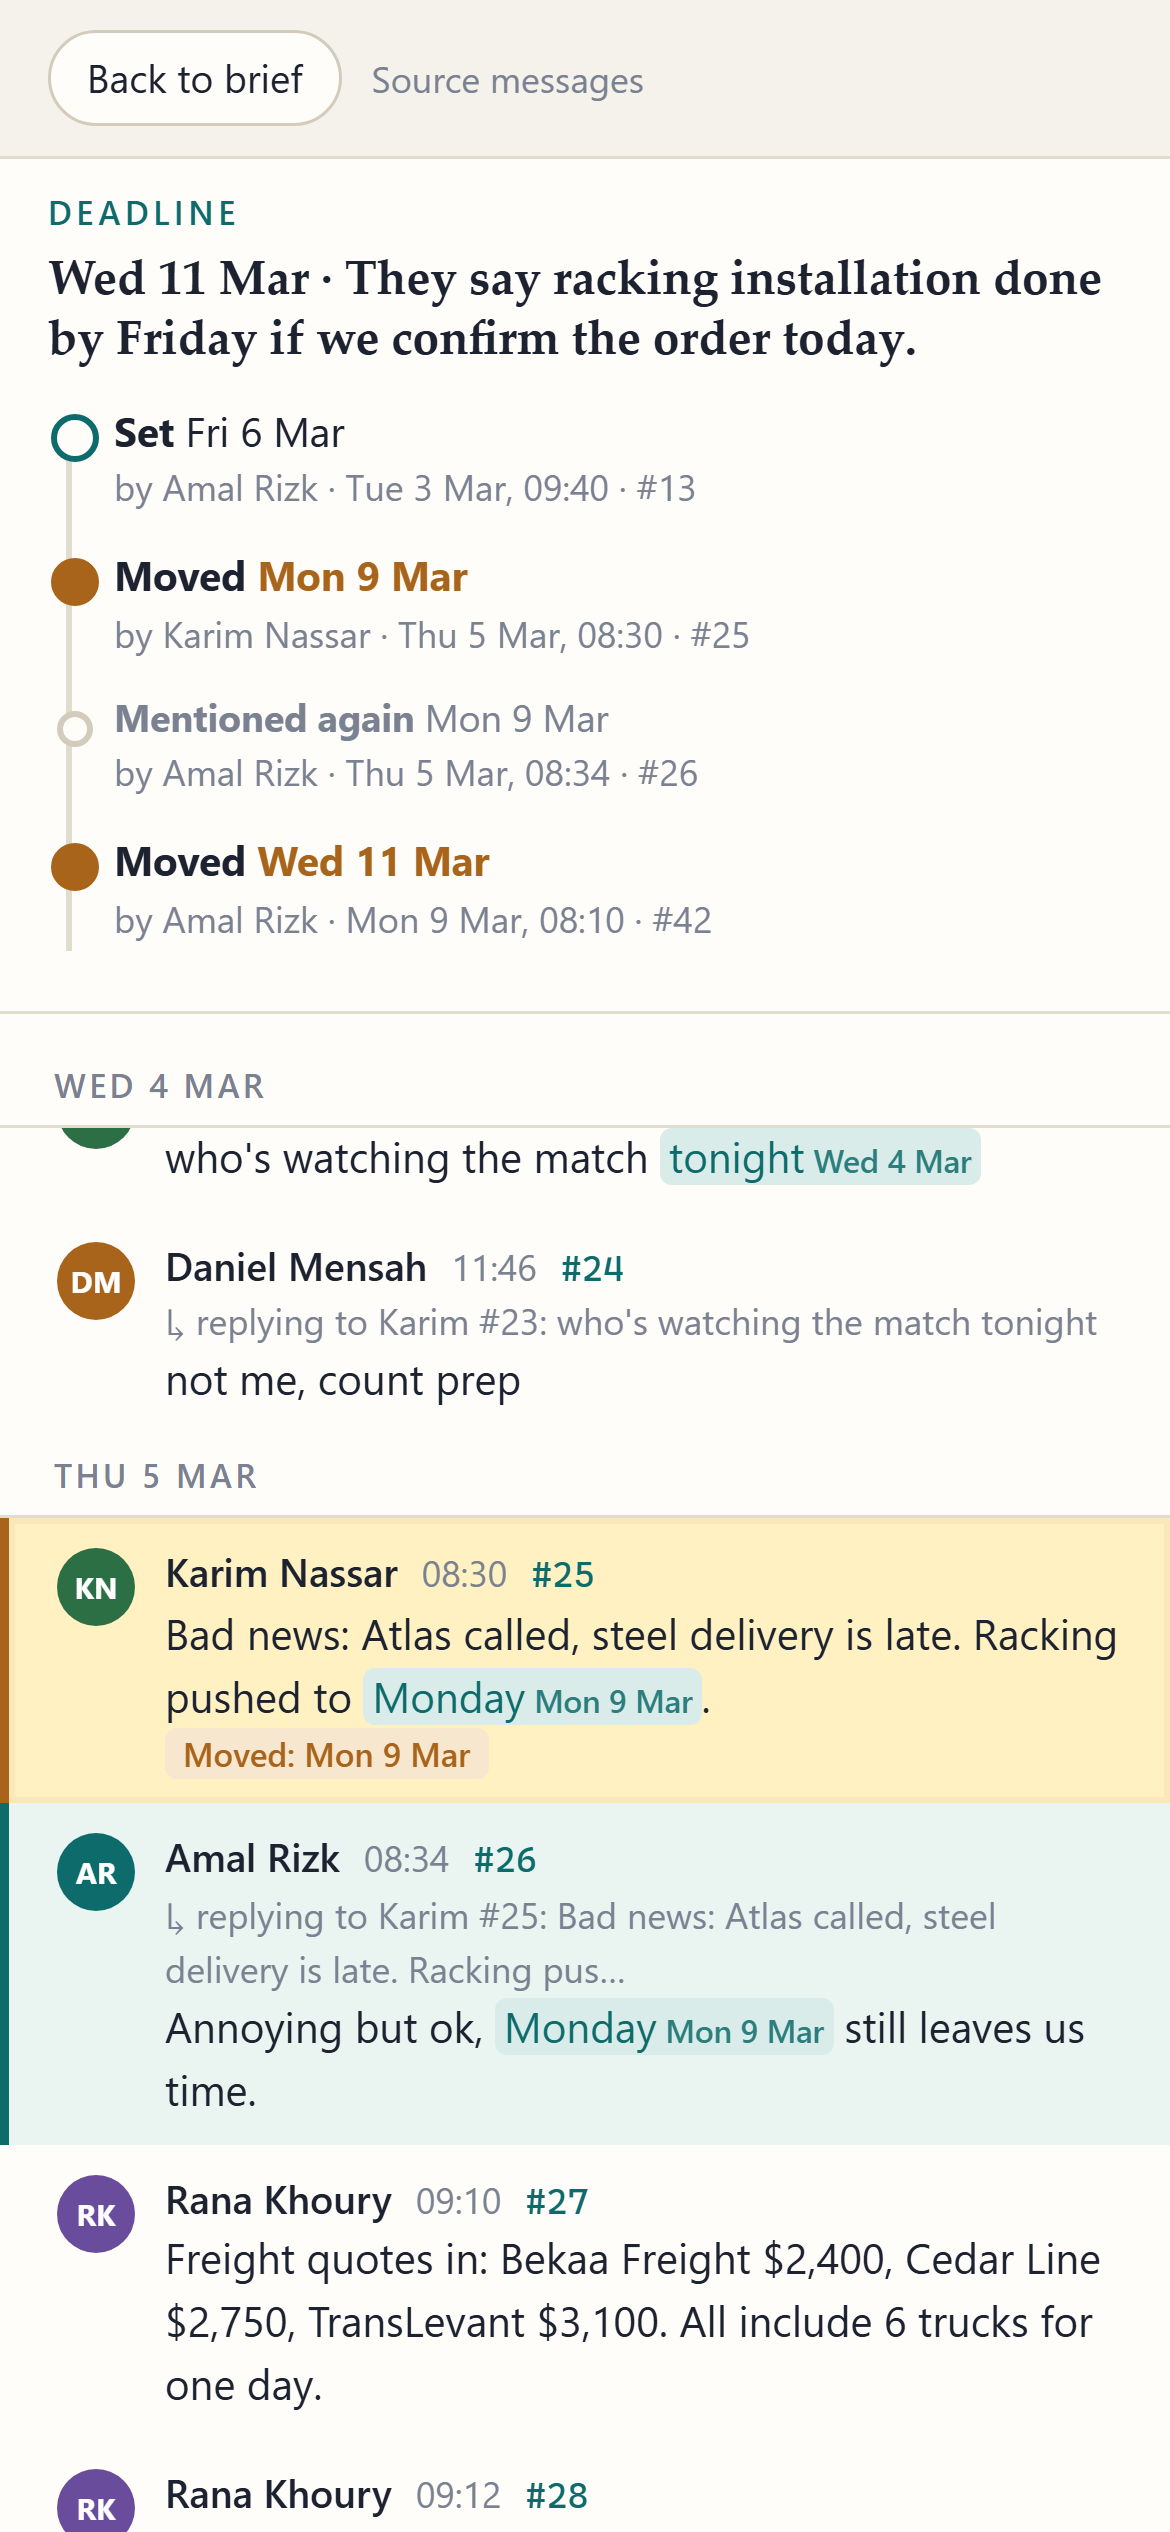 Back to brief
Source messages
DEADLINE
Wed 11 Mar · They say racking installation done
by Friday if we confirm the order today.
Set Fri 6 Mar
by Amal Rizk · Tue 3 Mar, 09:40 · #13
Moved Mon 9 Mar
by Karim Nassar · Thu 5 Mar, 08:30 · #25
Mentioned again Mon 9 Mar
by Amal Rizk · Thu 5 Mar, 08:34 · #26
Moved Wed 11 Mar
by Amal Rizk · Mon 9 Mar, 08:10 · #42
WED 4 MAR
who's watching the match tonight Wed 4 Mar
DM
Daniel Mensah 11:46 #24
↳ replying to Karim #23: who's watching the match tonight
not me, count prep
THU 5 MAR
KN
Karim Nassar 08:30 #25
Bad news: Atlas called, steel delivery is late. Racking
pushed to Monday Mon 9 Mar.
Moved: Mon 9 Mar
AR
Amal Rizk 08:34 #26
↳ replying to Karim #25: Bad news: Atlas called, steel
delivery is late. Racking pus…
Annoying but ok, Monday Mon 9 Mar still leaves us
time.
RK
Rana Khoury 09:10 #27
Freight quotes in: Bekaa Freight $2,400, Cedar Line
$2,750, TransLevant $3,100. All include 6 trucks for
one day.
RK
Rana Khoury 09:12 #28